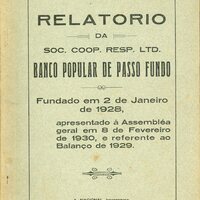 RELATORIO
DA
SOC. COOP. RESP. LTD.
BANCO POPULAR DE PASSO FUNDO
Fundado em 2 de Janeiro
de 1928,
apresentado à Assembléa
geral em 8 de Fevereiro
de 1930, e referente ao
Balanço de 1929.
A NACIONAL